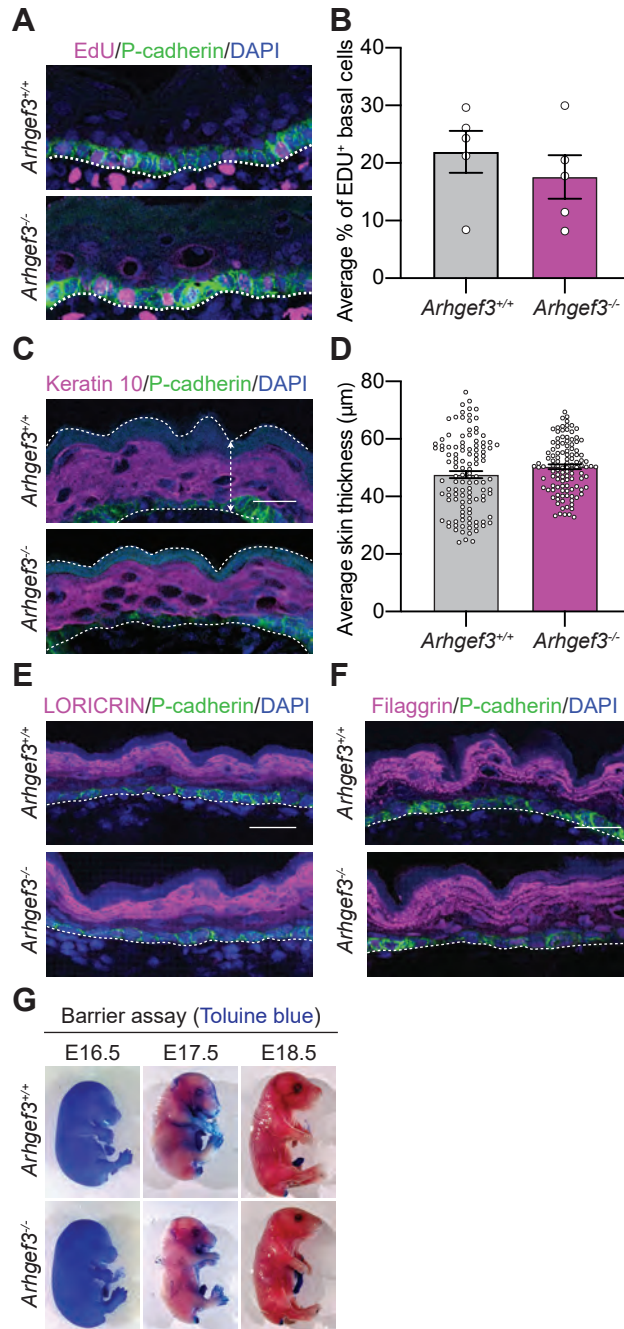 A
EdU/P-cadherin/DAPI
Arhgef3+/+
Arhgef3-/-
B
Average % of EDU+ basal cells
40
30
20
10
0
Arhgef3+/+
Arhgef3-/-
C
Keratin 10/P-cadherin/DAPI
Arhgef3+/+
Arhgef3-/-
D
Average skin thickness (μm)
80
60
40
20
0
Arhgef3+/+
Arhgef3-/-
E
LORICRIN/P-cadherin/DAPI
Arhgef3+/+
Arhgef3-/-
F
Filaggrin/P-cadherin/DAPI
Arhgef3+/+
Arhgef3-/-
G
Barrier assay (Toluine blue)
E16.5 E17.5 E18.5
Arhgef3+/+
Arhgef3-/-